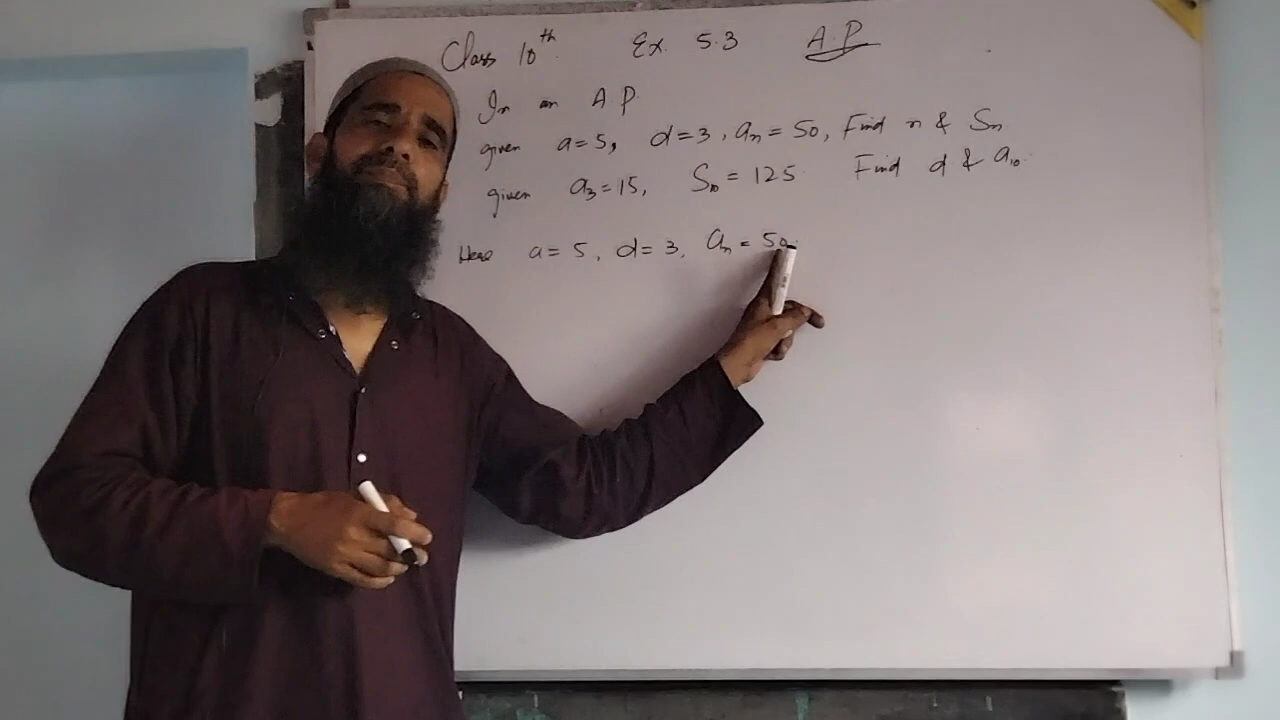 Class 10th Ex. 5.3 A.P
In an A P.
given a=5, d=3, an=50, Find n & Sn
given a3=15, S10=125 Find d & a10.
Here a=5, d=3, an=50